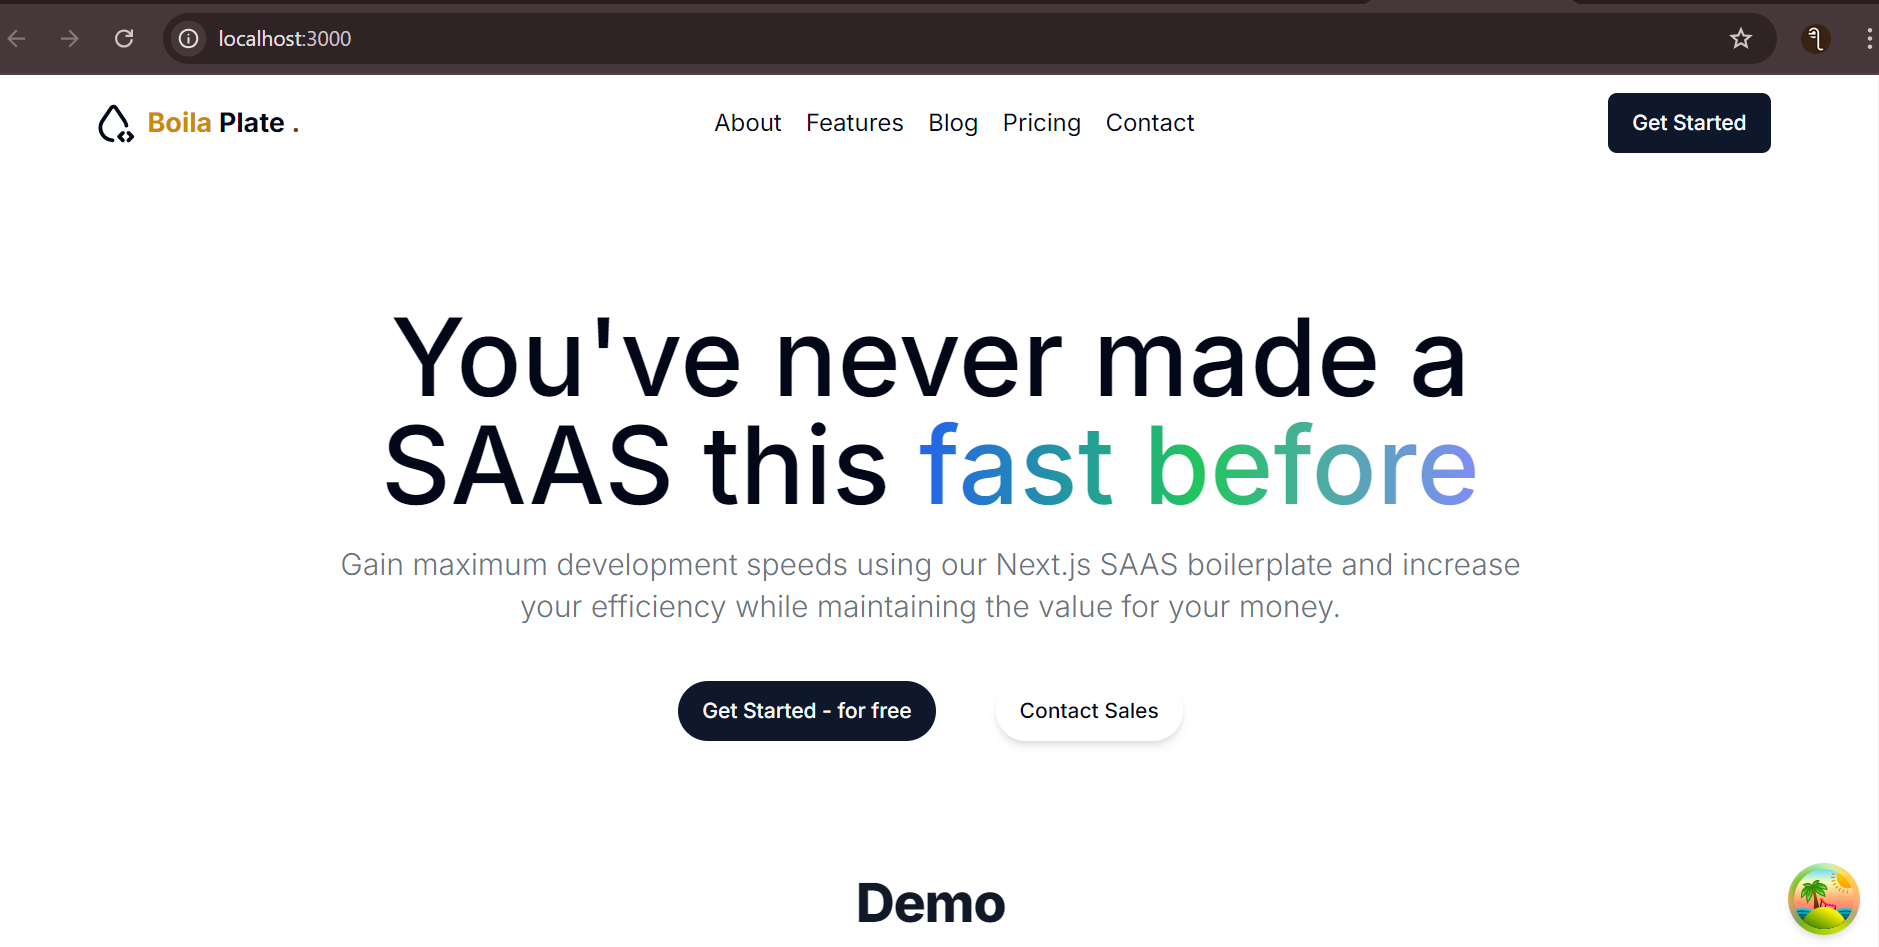 localhost:3000
Boila Plate .
About Features Blog Pricing Contact
Get Started
You've never made a
SAAS this fast before
Gain maximum development speeds using our Next.js SAAS boilerplate and increase
your efficiency while maintaining the value for your money.
Get Started - for free
Contact Sales
Demo